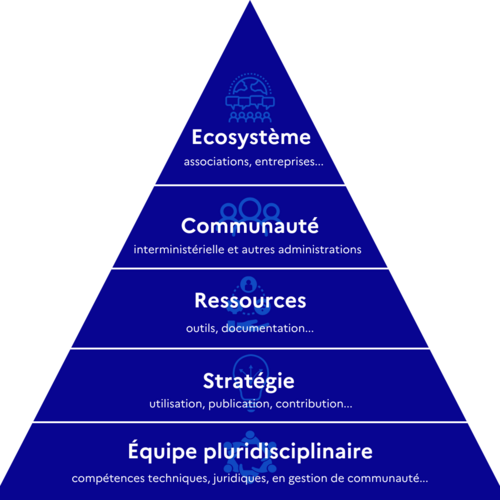 Ecosystème
associations, entreprises...
Communauté
interministérielle et autres administrations
Ressources
outils, documentation...
Stratégie
utilisation, publication, contribution...
Équipe pluridisciplinaire
compétences techniques, juridiques, en gestion de communauté...